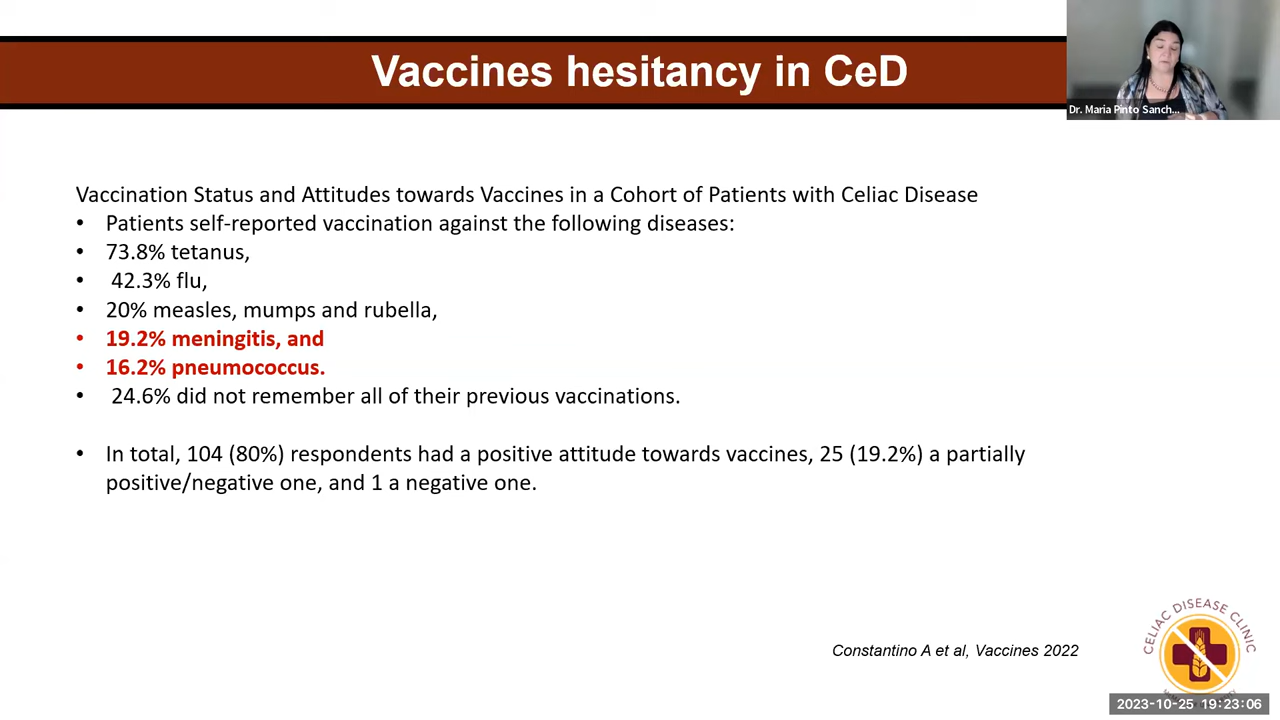 Vaccines hesitancy in CeD
Dr. Maria Pinto Sanch...
Vaccination Status and Attitudes towards Vaccines in a Cohort of Patients with Celiac Disease
• Patients self-reported vaccination against the following diseases:
• 73.8% tetanus,
• 42.3% flu,
• 20% measles, mumps and rubella,
• 19.2% meningitis, and
• 16.2% pneumococcus.
• 24.6% did not remember all of their previous vaccinations.
• In total, 104 (80%) respondents had a positive attitude towards vaccines, 25 (19.2%) a partially
positive/negative one, and 1 a negative one.
Constantino A et al, Vaccines 2022
CELIAC DISEASE CLINIC
2023-10-25 19:23:06